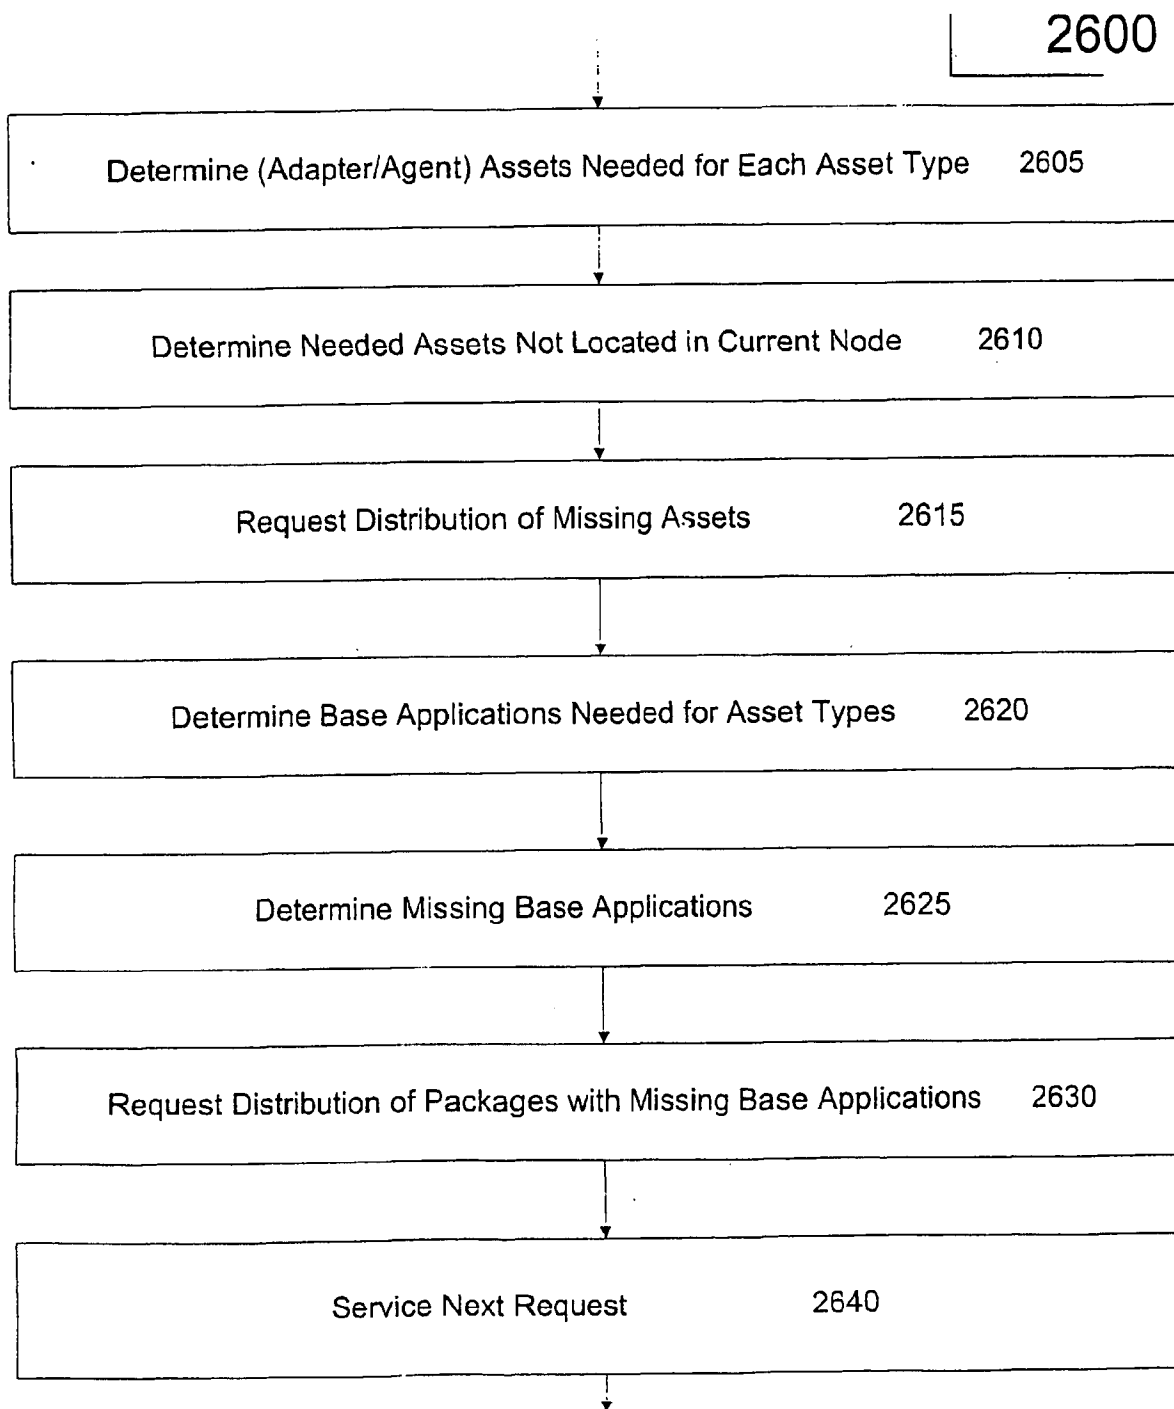 2600
Determine (Adapter/Agent) Assets Needed for Each Asset Type 2605
Determine Needed Assets Not Located in Current Node 2610
Request Distribution of Missing Assets 2615
Determine Base Applications Needed for Asset Types 2620
Determine Missing Base Applications 2625
Request Distribution of Packages with Missing Base Applications 2630
Service Next Request 2640